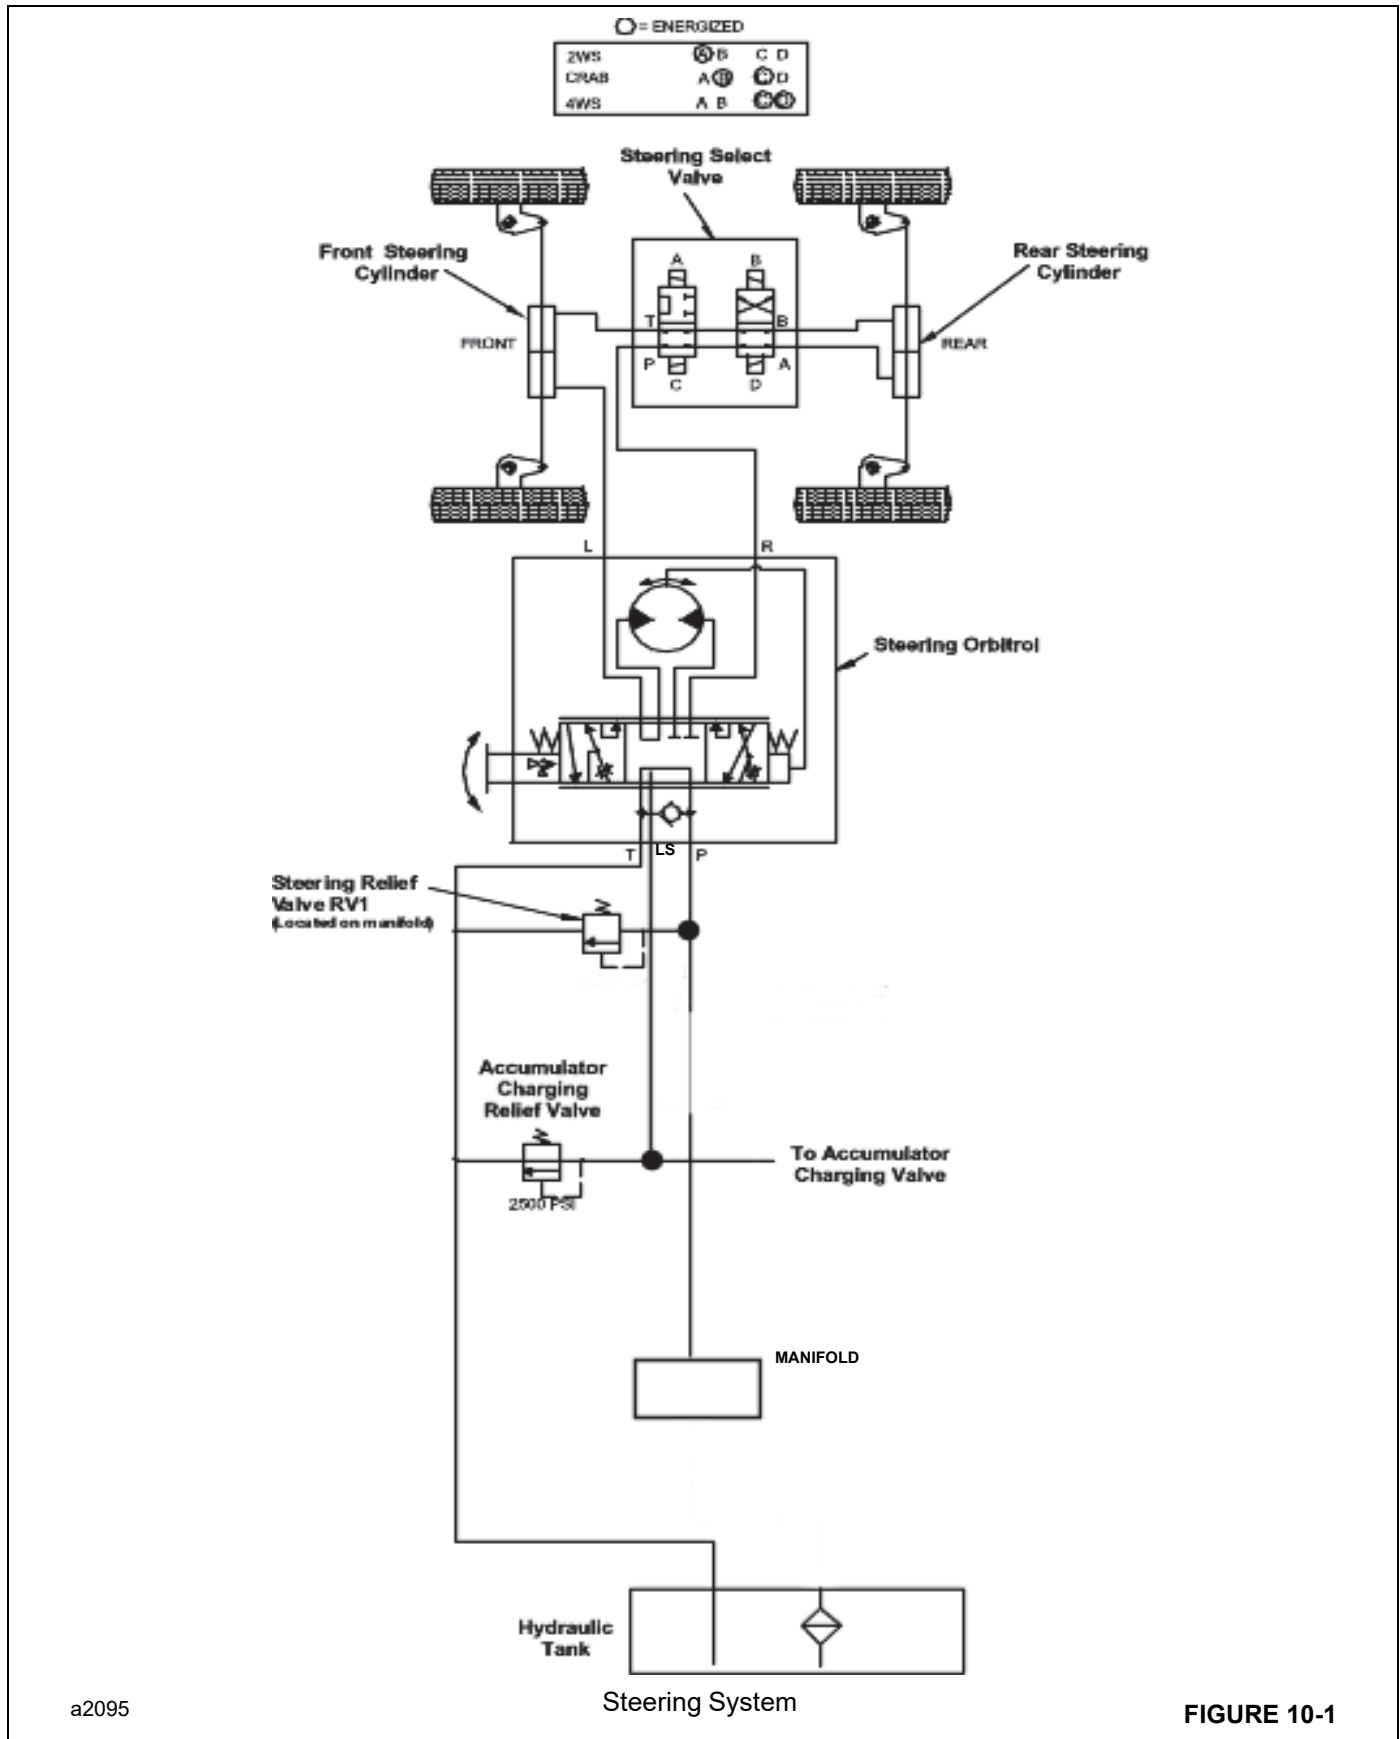 = ENERGIZED
2WS A B C D
CRAB A B C D
4WS A B C D
Steering Select
Valve
Front Steering
Cylinder
Rear Steering
Cylinder
A B
T B
FRONT REAR
P A
C D
L R
Steering Orbitrol
T LS P
Steering Relief
Valve RV1
(Located on manifold)
Accumulator
Charging
Relief Valve
To Accumulator
Charging Valve
2500 PSI
MANIFOLD
Hydraulic
Tank
a2095 Steering System FIGURE 10-1